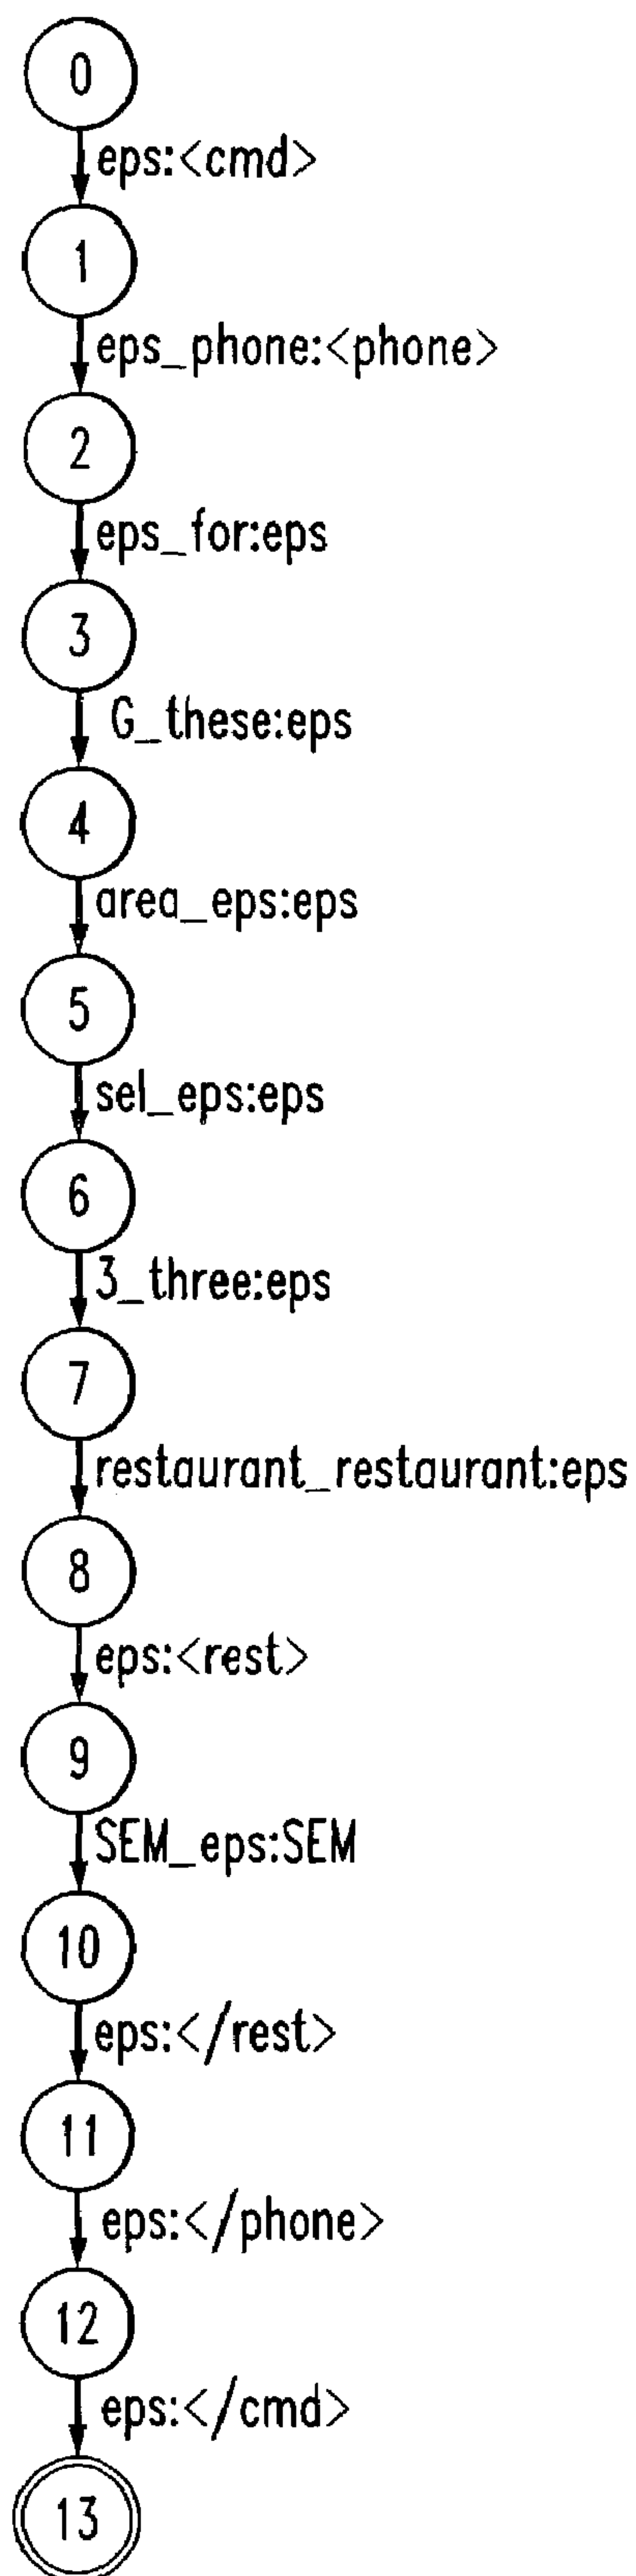 0
eps:<cmd>
1
eps_phone:<phone>
2
eps_for:eps
3
G_these:eps
4
area_eps:eps
5
sel_eps:eps
6
3_three:eps
7
restaurant_restaurant:eps
8
eps:<rest>
9
SEM_eps:SEM
10
eps:</rest>
11
eps:</phone>
12
eps:</cmd>
13